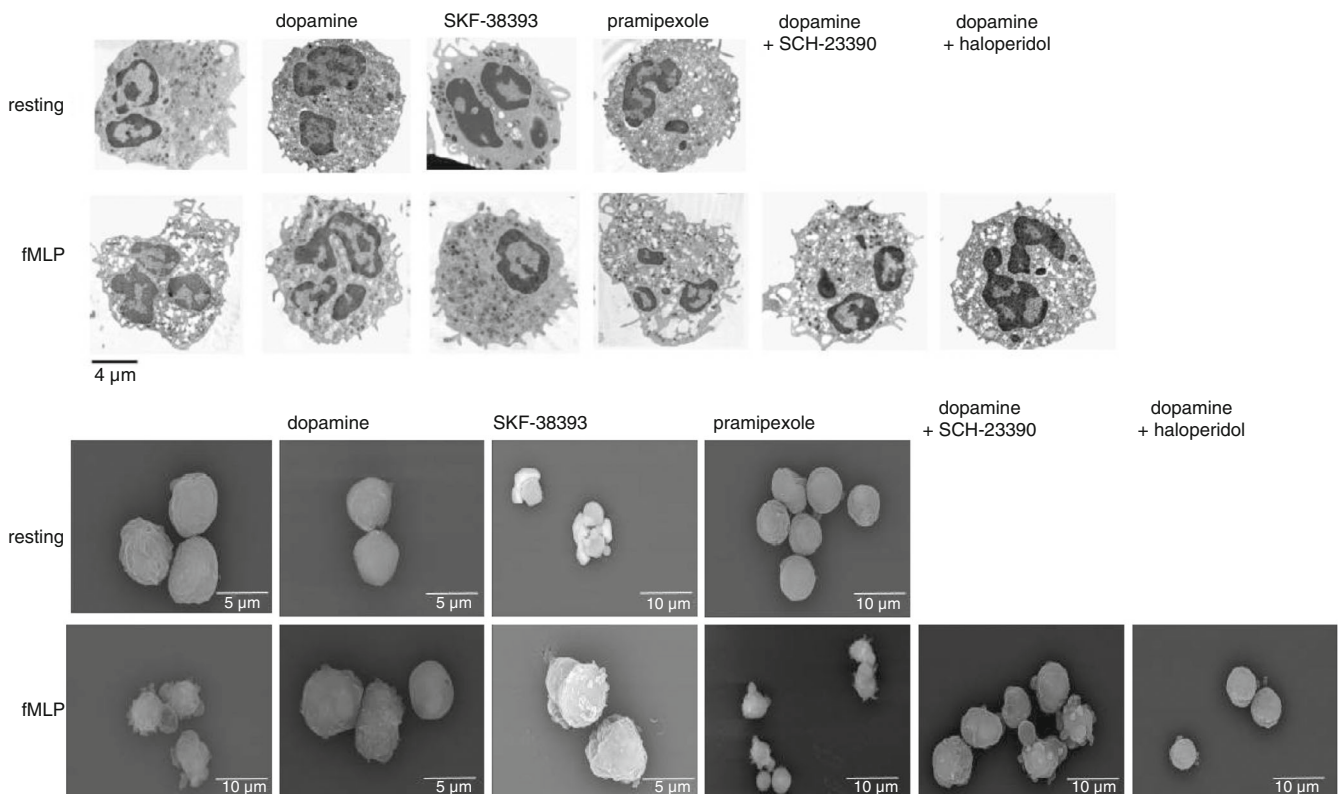 dopamine SKF-38393 pramipexole dopamine + SCH-23390 dopamine + haloperidol
resting
fMLP
4 µm
dopamine SKF-38393 pramipexole dopamine + SCH-23390 dopamine + haloperidol
resting
5 µm 5 µm 10 µm 10 µm
fMLP
10 µm 5 µm 5 µm 10 µm 10 µm 10 µm